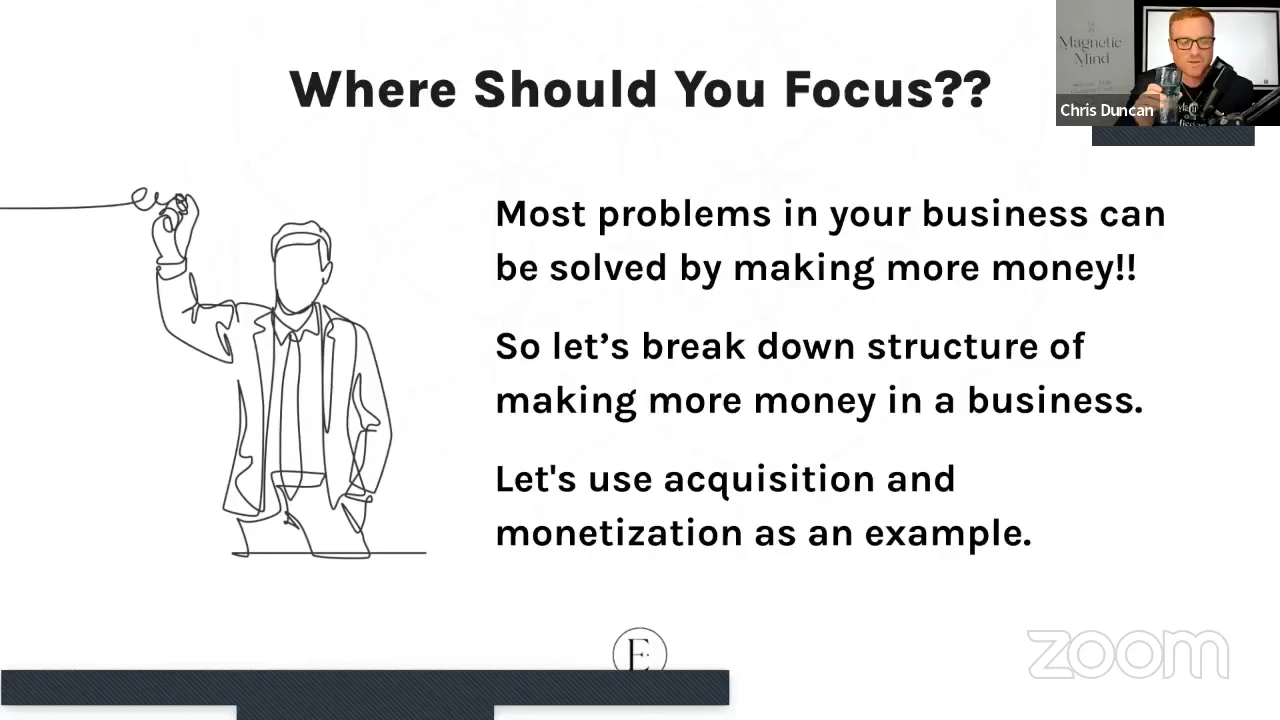 Where Should You Focus??
Magnetic
Mind
Chris Duncan
Most problems in your business can
be solved by making more money!!
So let’s break down structure of
making more money in a business.
Let's use acquisition and
monetization as an example.
E
zoom